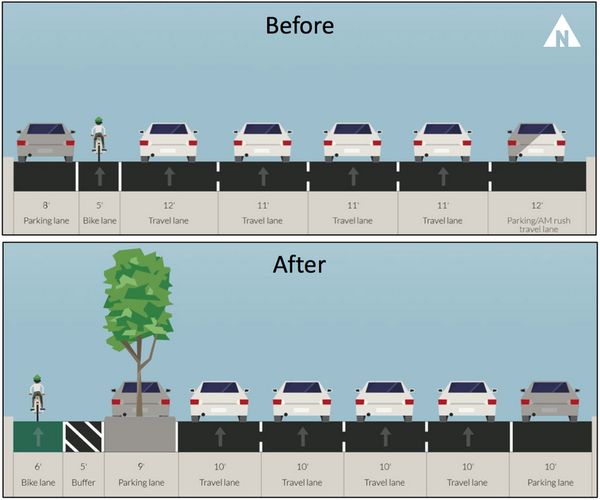 Before
N
8' 5' 12' 11' 11' 11' 12'
Parking lane Bike lane Travel lane Travel lane Travel lane Travel lane Parking/AM rush
travel lane
After
6' 5' 9' 10' 10' 10' 10' 10'
Bike lane Buffer Parking lane Travel lane Travel lane Travel lane Travel lane Parking lane